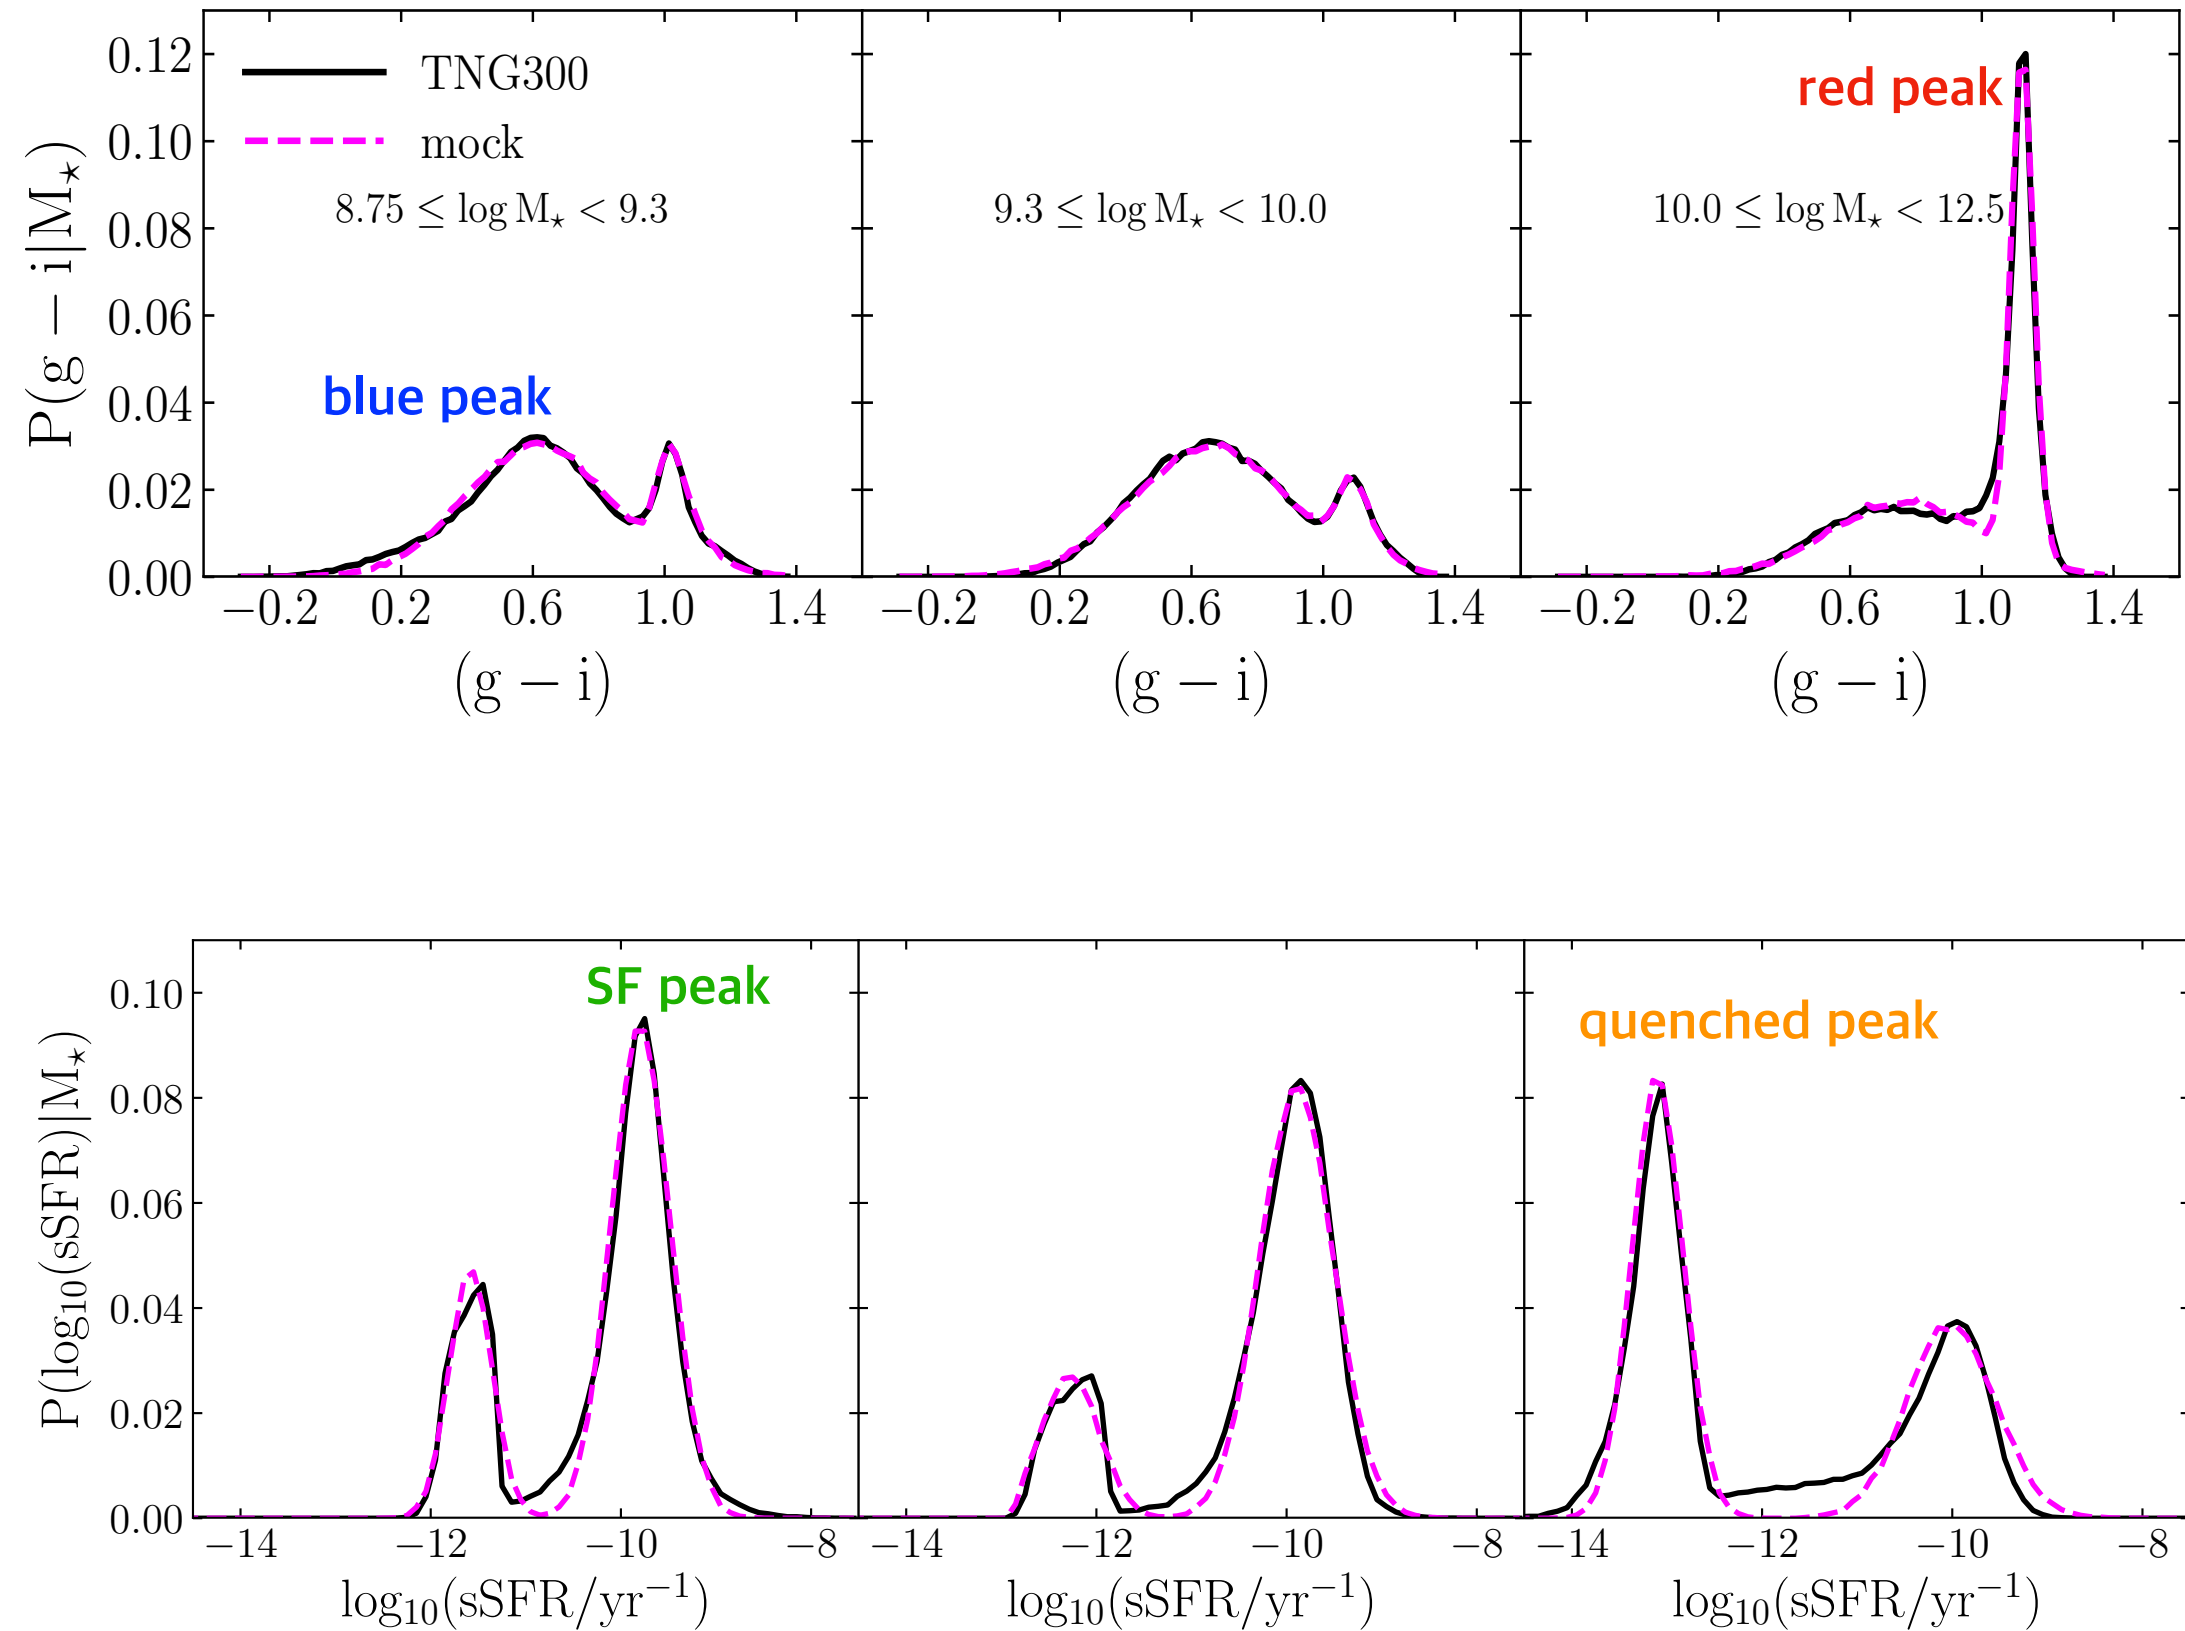 TNG300
mock
8.75 ≤ log M⋆ < 9.3
blue peak
9.3 ≤ log M⋆ < 10.0
red peak
10.0 ≤ log M⋆ < 12.5
P(g − i|M⋆)
0.12
0.10
0.08
0.06
0.04
0.02
0.00
−0.2 0.2 0.6 1.0 1.4
−0.2 0.2 0.6 1.0 1.4
−0.2 0.2 0.6 1.0 1.4
(g − i)
(g − i)
(g − i)
SF peak
quenched peak
P(log₁₀(sSFR)|M⋆)
0.10
0.08
0.06
0.04
0.02
0.00
−14 −12 −10 −8
−14 −12 −10 −8
−14 −12 −10 −8
log₁₀(sSFR/yr⁻¹)
log₁₀(sSFR/yr⁻¹)
log₁₀(sSFR/yr⁻¹)